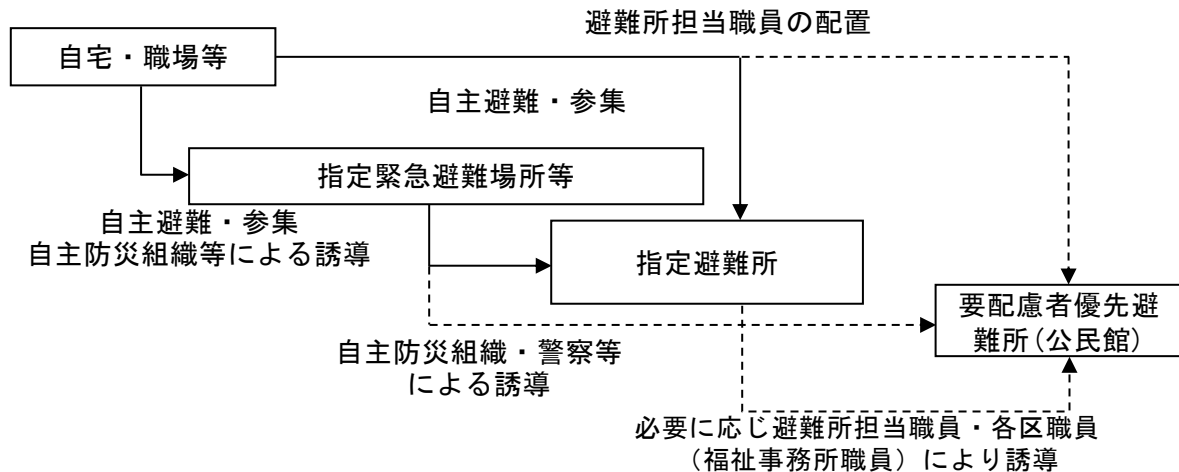 避難所担当職員の配置
自宅・職場等
自主避難・参集
指定緊急避難場所等
自主避難・参集
自主防災組織等による誘導
指定避難所
要配慮者優先避
難所(公民館)
自主防災組織・警察等
による誘導
必要に応じ避難所担当職員・各区職員
（福祉事務所職員）により誘導